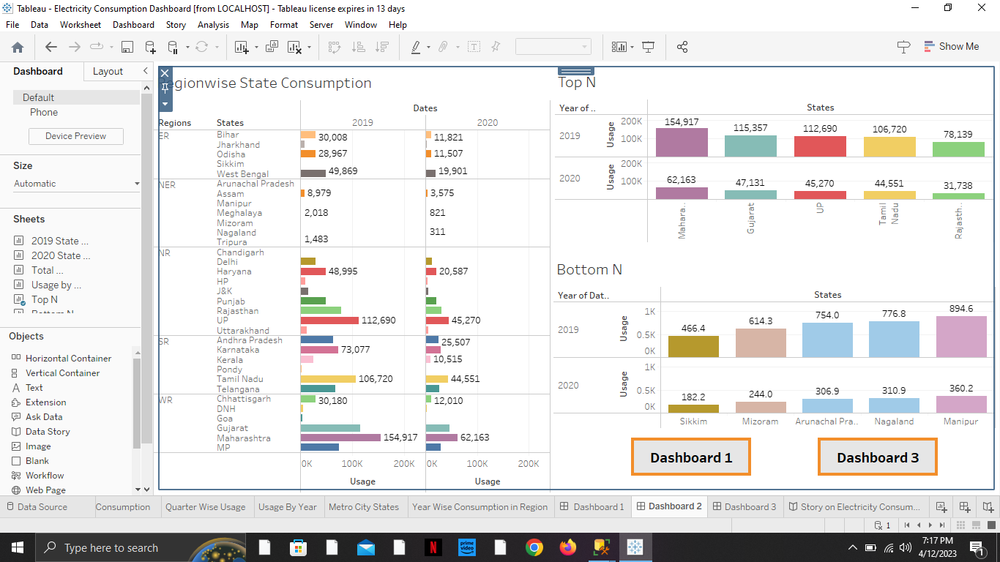 Tableau - Electricity Consumption Dashboard [from LOCALHOST] - Tableau license expires in 13 days
File Data Worksheet Dashboard Story Analysis Map Format Server Window Help
Show Me
Dashboard Layout
Default
Phone
Device Preview
Size
Automatic
Sheets
2019 State ...
2020 State ...
Total ...
Usage by ...
Top N
Objects
Horizontal Container
Vertical Container
Text
Extension
Ask Data
Data Story
Image
Blank
Workflow
Web Page
egionwise State Consumption
Dates
Regions States 2019 2020
ER Bihar 30,008 11,821
Jharkhand
Odisha 28,967 11,507
Sikkim
West Bengal 49,869 19,901
NER Arunachal Pradesh
Assam 8,979 3,575
Manipur
Meghalaya 2,018 821
Mizoram
Nagaland 311
Tripura 1,483
NR Chandigarh
Delhi
Haryana 48,995 20,587
HP
J&K
Punjab
Rajasthan
UP 112,690 45,270
Uttarakhand
SR Andhra Pradesh 25,507
Karnataka 73,077
Kerala 10,515
Pondy
Tamil Nadu 106,720 44,551
Telangana
WR Chhattisgarh 30,180 12,010
DNH
Goa
Gujarat
Maharashtra 154,917 62,163
MP
0K 100K 200K 0K 100K 200K
Usage Usage
Top N
Year of .. States
2019 Usage 200K 100K 154,917 115,357 112,690 106,720 78,139
2020 Usage 200K 100K 62,163 47,131 45,270 44,551 31,738
Mahara.. Gujarat UP Tamil Nadu Rajasth..
Bottom N
Year of Dat.. States
2019 Usage 1K 0.5K 0K 466.4 614.3 754.0 776.8 894.6
2020 Usage 1K 0.5K 0K 182.2 244.0 306.9 310.9 360.2
Sikkim Mizoram Arunachal Pra.. Nagaland Manipur
Dashboard 1 Dashboard 3
Data Source Consumption Quarter Wise Usage Usage By Year Metro City States Year Wise Consumption in Region Dashboard 1 Dashboard 2 Dashboard 3 Story on Electricity Consum...
1
Type here to search
N
prime video
7:17 PM
4/12/2023
1